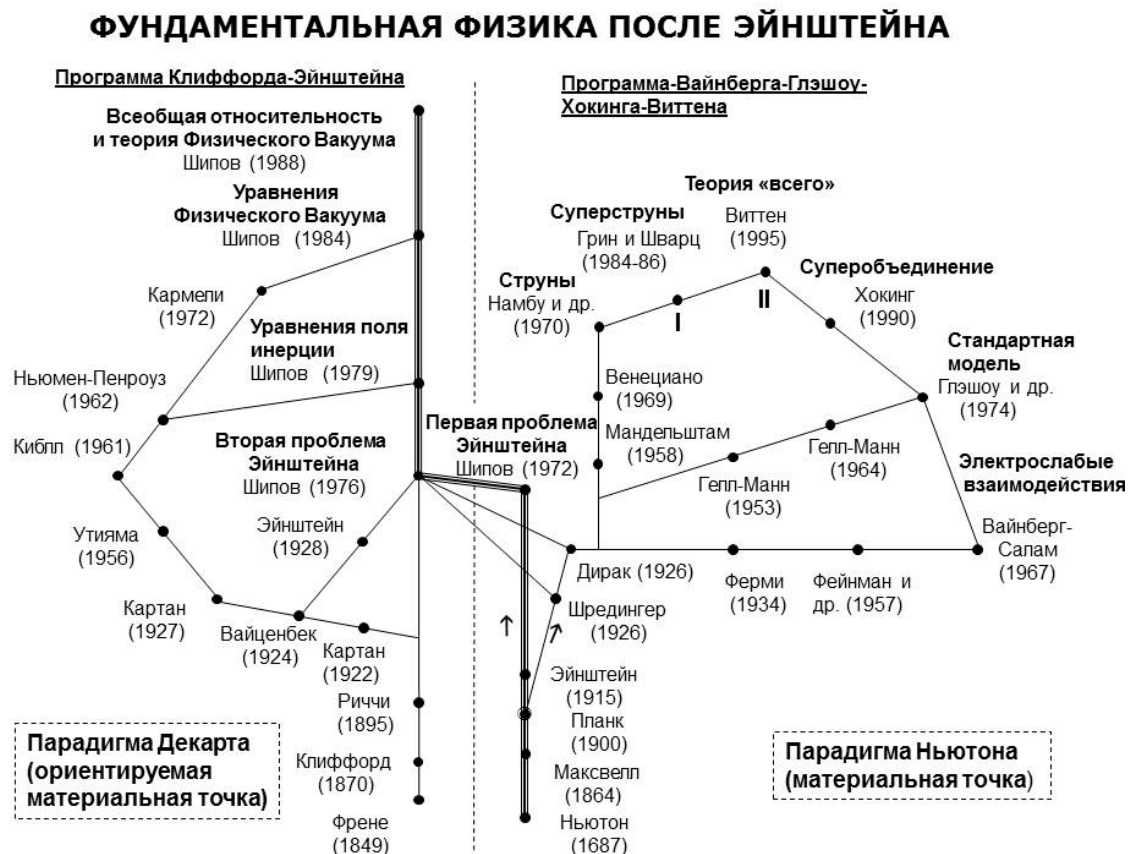 ФУНДАМЕНТАЛЬНАЯ ФИЗИКА ПОСЛЕ ЭЙНШТЕЙНА
Программа Клиффорда-Эйнштейна
Всеобщая относительность
и теория Физического Вакуума
Шипов (1988)
Уравнения
Физического Вакуума
Шипов (1984)
Кармели
(1972)
Уравнения поля
инерции
Шипов (1979)
Ньюмен-Пенроуз
(1962)
Киблл (1961)
Вторая проблема
Эйнштейна
Шипов (1976)
Эйнштейн
(1928)
Утияма
(1956)
Картан
(1927)
Вайценбек
(1924)
Картан
(1922)
Риччи
(1895)
Клиффорд
(1870)
Френе
(1849)
Парадигма Декарта
(ориентируемая
материальная точка)
Программа-Вайнберга-Глэшоу-
Хокинга-Виттена
Теория «всего»
Виттен
(1995)
Суперструны
Грин и Шварц
(1984-86)
Струны
Намбу и др.
(1970)
I
II
Суперобъединение
Хокинг
(1990)
Стандартная
модель
Глэшоу и др.
(1974)
Венециано
(1969)
Мандельштам
(1958)
Гелл-Манн
(1964)
Гелл-Манн
(1953)
Первая проблема
Эйнштейна
Шипов (1972)
Электрослабые
взаимодействия
Вайнберг-
Салам
(1967)
Дирак (1926)
Ферми
(1934)
Фейнман и
др. (1957)
Шредингер
(1926)
Эйнштейн
(1915)
Планк
(1900)
Максвелл
(1864)
Ньютон
(1687)
Парадигма Ньютона
(материальная точка)